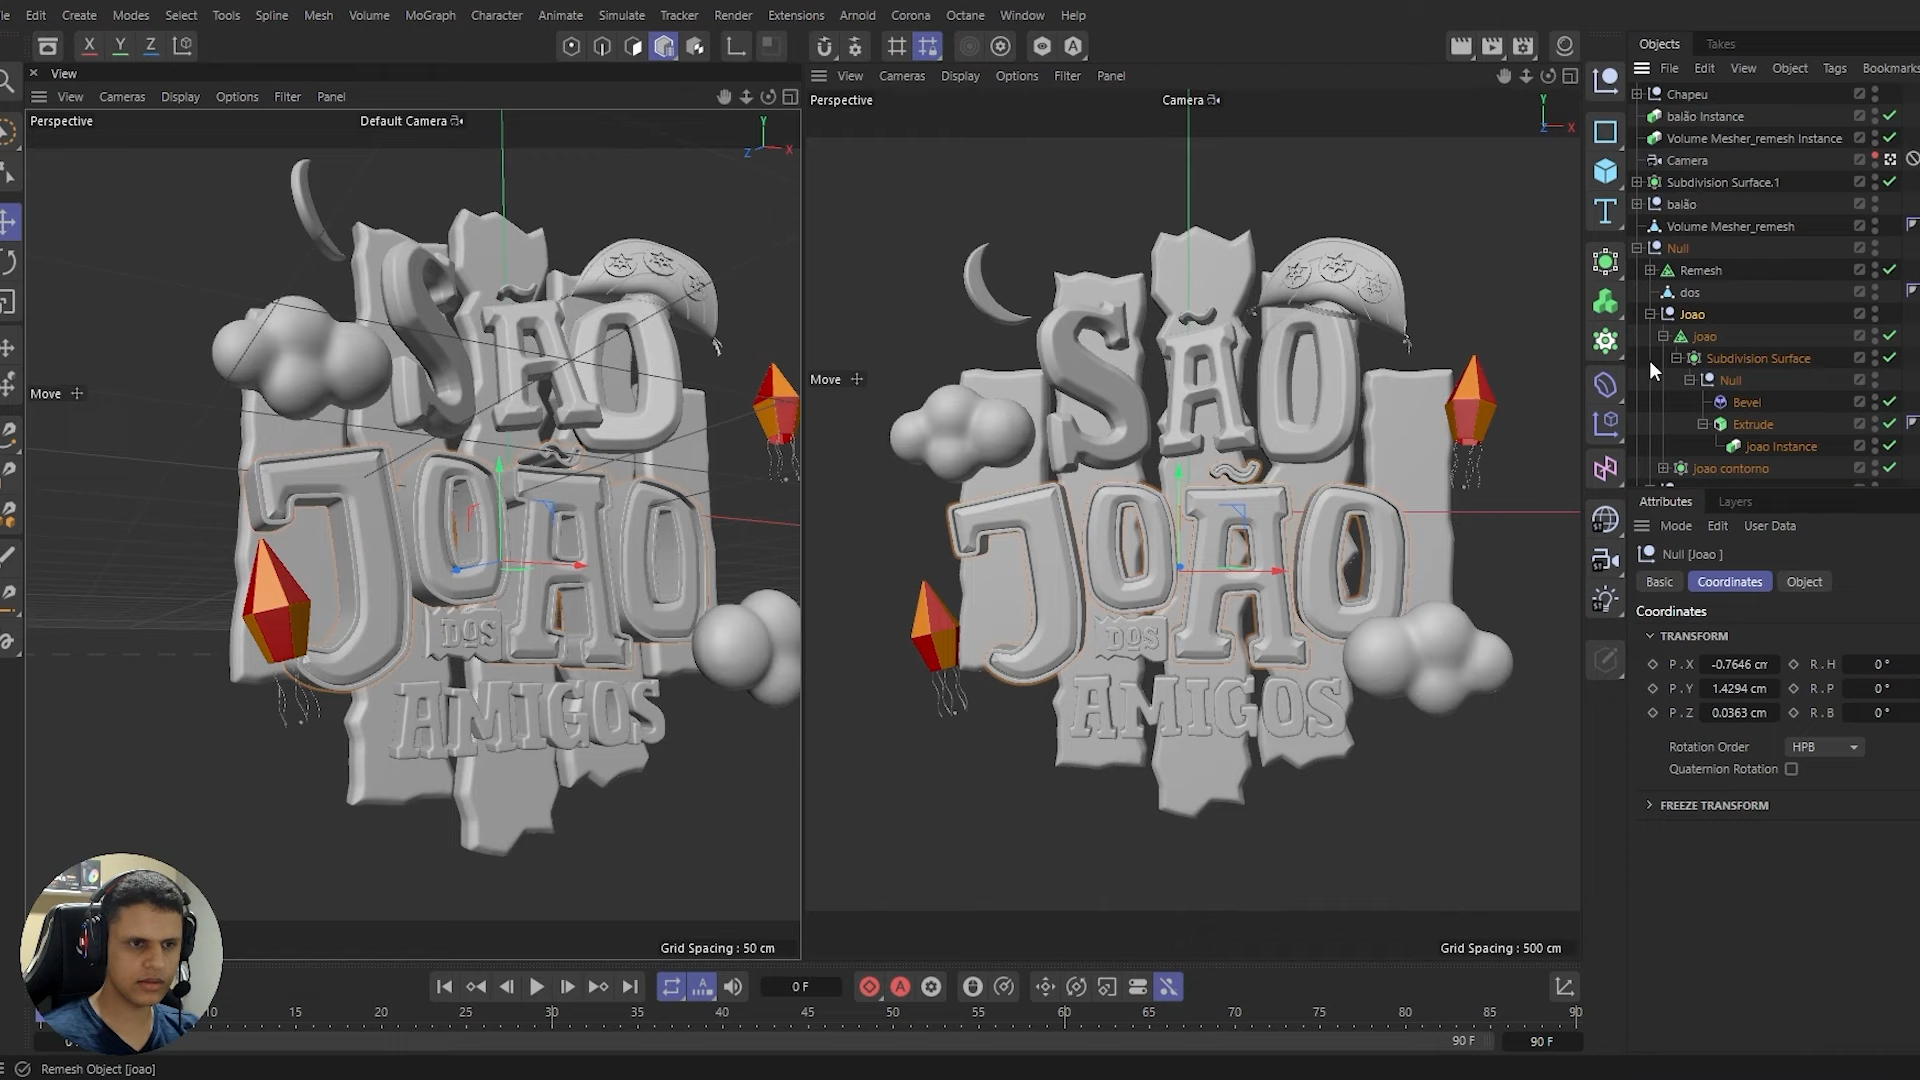 Edit Create Modes Select Tools Spline Mesh Volume MoGraph Character Animate Simulate Tracker Render Extensions Arnold Corona Octane Window Help
X Y Z
Objects Takes
View
File Edit View Object Tags Bookmarks
View Cameras Display Options Filter Panel
View Cameras Display Options Filter Panel
Perspective Default Camera
Perspective Camera
Y Z X
Y Z X
Chapeu
balão Instance
Volume Mesher_remesh Instance
Camera
Subdivision Surface.1
balão
Volume Mesher_remesh
Null
Remesh
dos
Joao
joao
Subdivision Surface
Null
Bevel
Extrude
joao Instance
joao contorno
Move
Move
SÃO
JOÃO
DOS
AMIGOS
SÃO
JOÃO
DOS
AMIGOS
Attributes Layers
Mode Edit User Data
Null [Joao ]
Basic Coordinates Object
Coordinates
TRANSFORM
P . X -0.7646 cm R . H 0 °
P . Y 1.4294 cm R . P 0 °
P . Z 0.0363 cm R . B 0 °
Rotation Order HPB
Quaternion Rotation
FREEZE TRANSFORM
Grid Spacing : 50 cm
Grid Spacing : 500 cm
0 F
10 15 20 25 30 35 40 45 50 55 60 65 70 75 80 85 90
90 F 90 F
Remesh Object [joao]